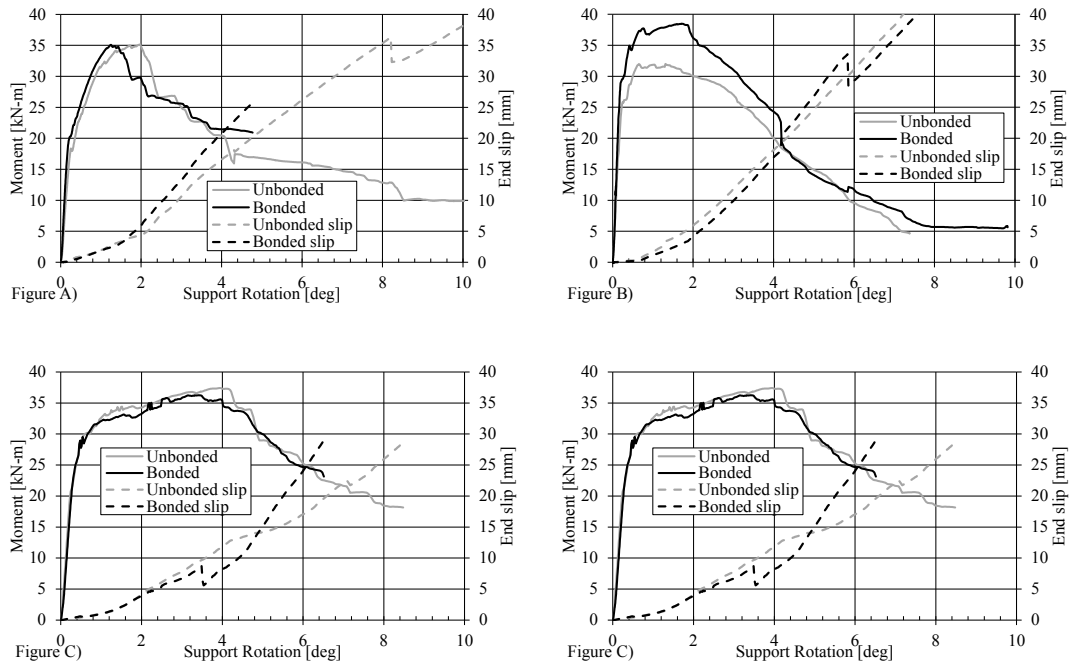 40 40
35 35
30 30
25 25
20 20
15 15
10 10
5 5
0 0
0 2 4 6 8 10
Moment [kN-m]
End slip [mm]
Unbonded
Bonded
Unbonded slip
Bonded slip
Figure A) Support Rotation [deg]
40 40
35 35
30 30
25 25
20 20
15 15
10 10
5 5
0 0
0 2 4 6 8 10
Moment [kN-m]
End slip [mm]
Unbonded
Bonded
Unbonded slip
Bonded slip
Figure B) Support Rotation [deg]
40 40
35 35
30 30
25 25
20 20
15 15
10 10
5 5
0 0
0 2 4 6 8 10
Moment [kN-m]
End slip [mm]
Unbonded
Bonded
Unbonded slip
Bonded slip
Figure C) Support Rotation [deg]
40 40
35 35
30 30
25 25
20 20
15 15
10 10
5 5
0 0
0 2 4 6 8 10
Moment [kN-m]
End slip [mm]
Unbonded
Bonded
Unbonded slip
Bonded slip
Figure C) Support Rotation [deg]